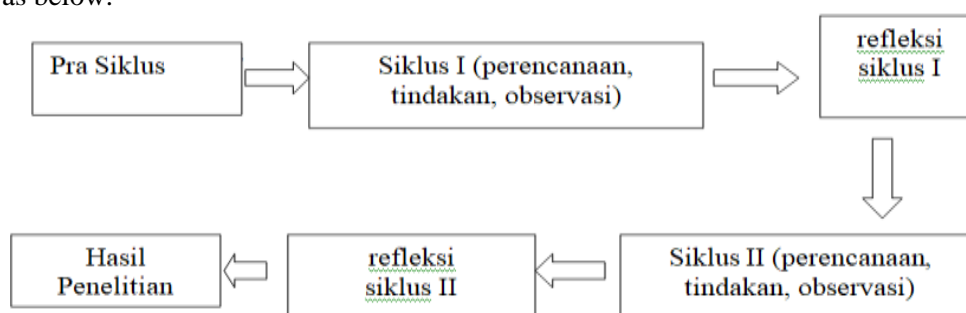 as below:
Pra Siklus
Siklus I (perencanaan,
tindakan, observasi)
refleksi
siklus I
Siklus II (perencanaan,
tindakan, observasi)
refleksi
siklus II
Hasil
Penelitian